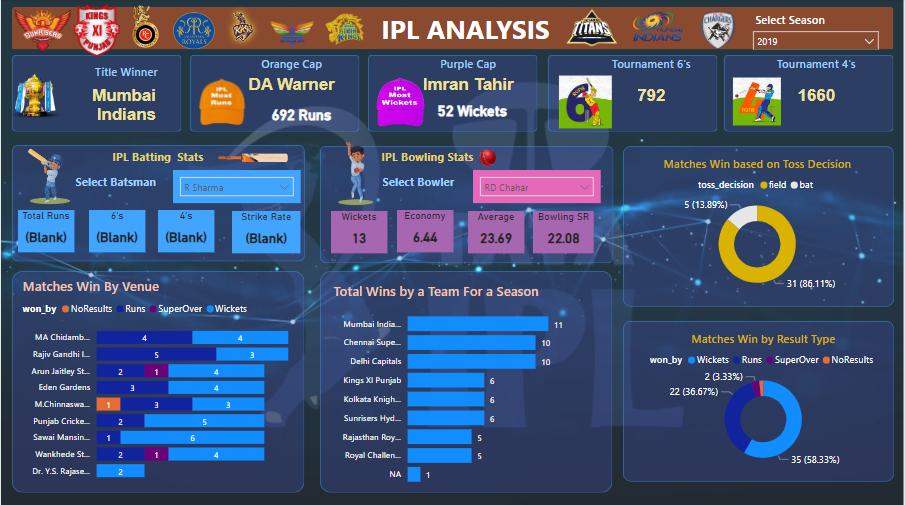 SUNRISERS
KINGS
XI
PUNJAB
RAJASTHAN
ROYALS
KKR
IPL ANALYSIS
TITANS
MUMBAI
INDIANS
CHARGERS
Select Season
2019
Title Winner
Mumbai
Indians
Orange Cap
IPL
Most
Runs
DA Warner
692 Runs
Purple Cap
IPL
Most
Wickets
Imran Tahir
52 Wickets
Tournament 6's
792
Tournament 4's
1660
IPL Batting Stats
Select Batsman
R Sharma
Total Runs
(Blank)
6's
(Blank)
4's
(Blank)
Strike Rate
(Blank)
IPL Bowling Stats
Select Bowler
RD Chahar
Wickets
13
Economy
6.44
Average
23.69
Bowling SR
22.08
Matches Win based on Toss Decision
toss_decision field bat
5 (13.89%)
31 (86.11%)
Matches Win By Venue
won_by NoResults Runs SuperOver Wickets
MA Chidamb... 4 4
Rajiv Gandhi I... 5 3
Arun Jaitley St... 2 1 4
Eden Gardens 3 4
M.Chinnaswa... 1 3 3
Punjab Cricke... 2 5
Sawai Mansin... 1 6
Wankhede St... 2 1 4
Dr. Y.S. Rajase... 2
Total Wins by a Team For a Season
Mumbai India... 11
Chennai Supe... 10
Delhi Capitals 10
Kings XI Punjab 6
Kolkata Knigh... 6
Sunrisers Hyd... 6
Rajasthan Roy... 5
Royal Challen... 5
NA 1
IPL
Matches Win by Result Type
won_by Wickets Runs SuperOver NoResults
2 (3.33%)
22 (36.67%)
35 (58.33%)